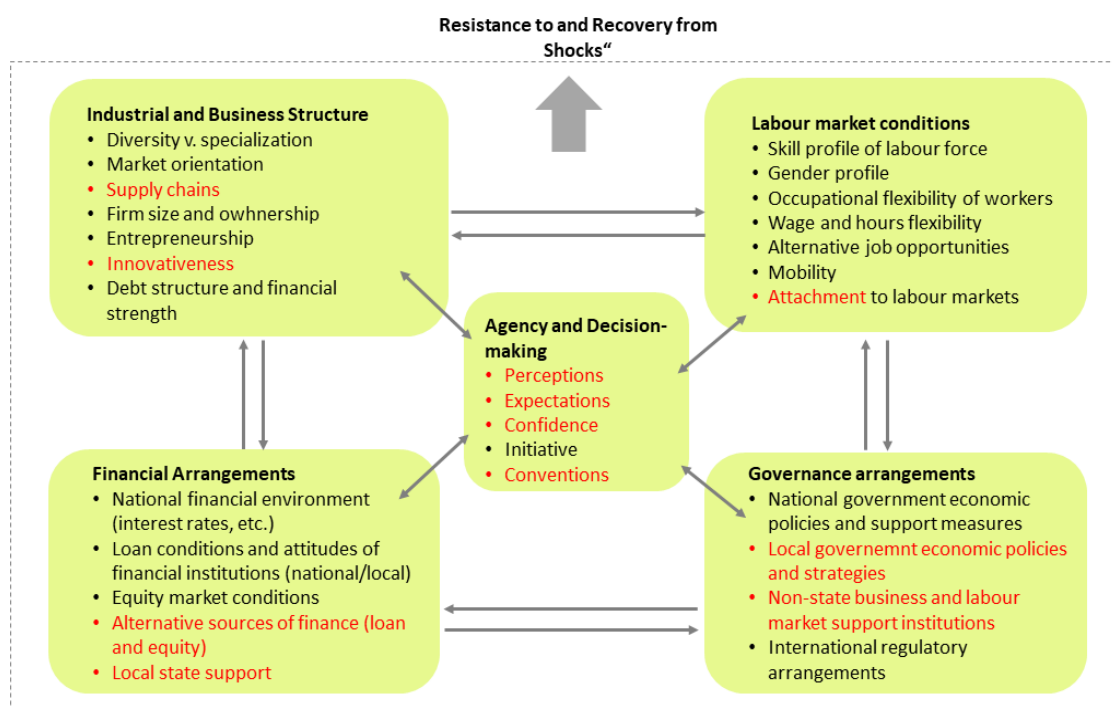 Resistance to and Recovery from
Shocks“
Industrial and Business Structure
• Diversity v. specialization
• Market orientation
• Supply chains
• Firm size and owhnership
• Entrepreneurship
• Innovativeness
• Debt structure and financial
strength
Labour market conditions
• Skill profile of labour force
• Gender profile
• Occupational flexibility of workers
• Wage and hours flexibility
• Alternative job opportunities
• Mobility
• Attachment to labour markets
Agency and Decision-
making
• Perceptions
• Expectations
• Confidence
• Initiative
• Conventions
Financial Arrangements
• National financial environment
(interest rates, etc.)
• Loan conditions and attitudes of
financial institutions (national/local)
• Equity market conditions
• Alternative sources of finance (loan
and equity)
• Local state support
Governance arrangements
• National government economic
policies and support measures
• Local governemnt economic policies
and strategies
• Non-state business and labour
market support institutions
• International regulatory
arrangements